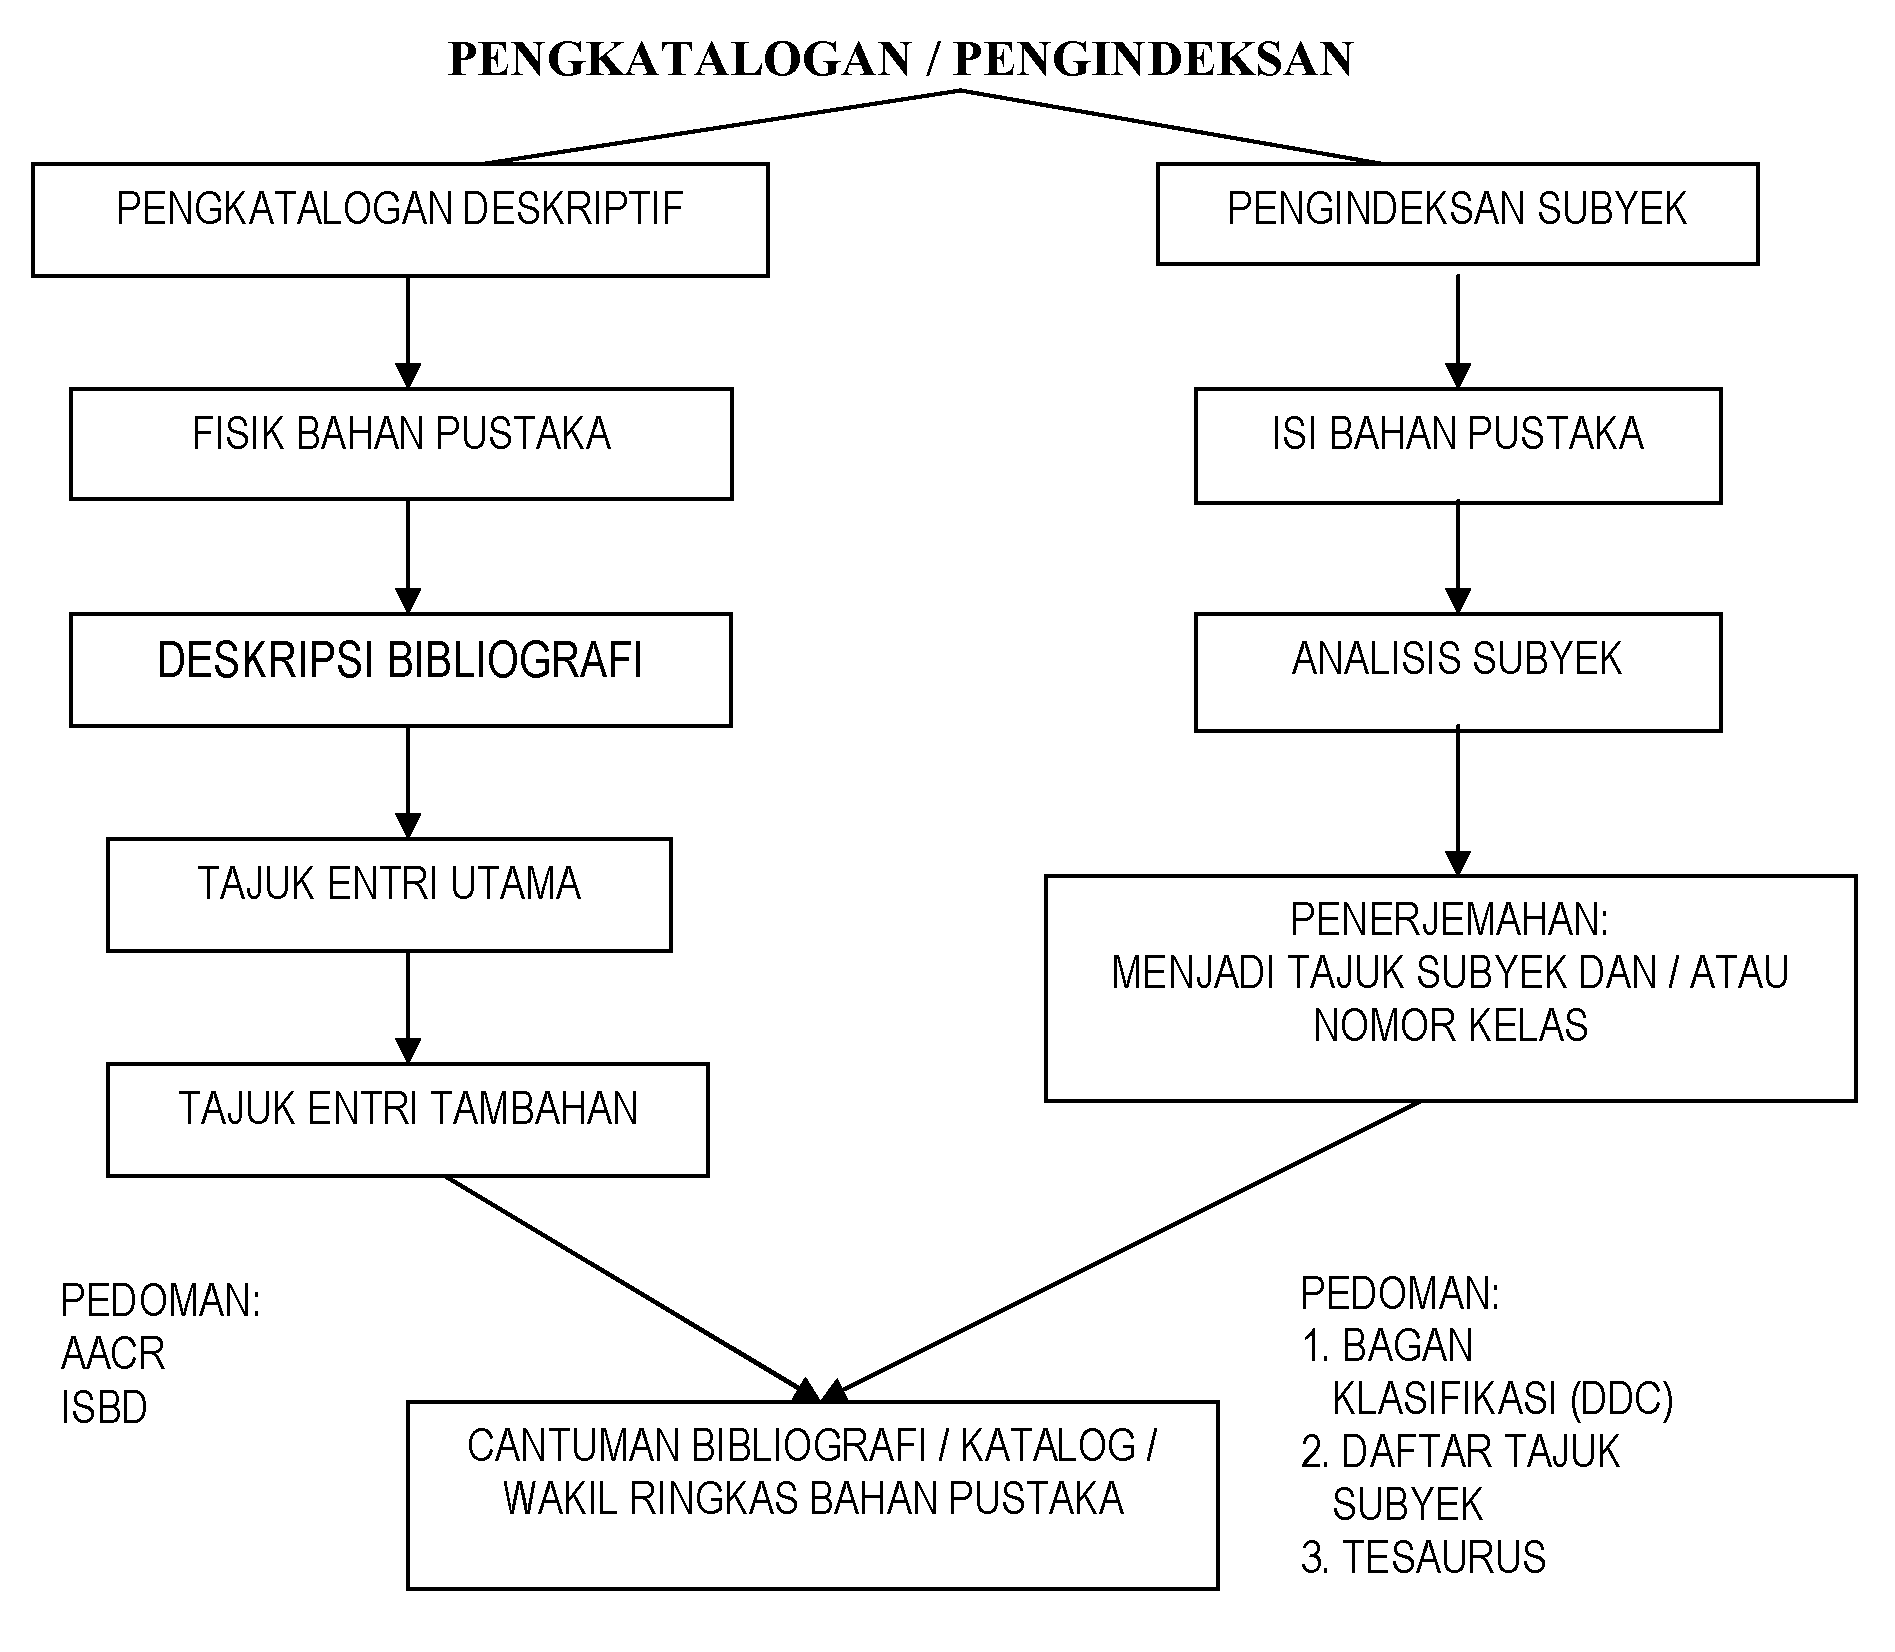 PENGKATALOGAN / PENGINDEKSAN
PENGKATALOGAN DESKRIPTIF
PENGINDEKSAN SUBYEK
FISIK BAHAN PUSTAKA
ISI BAHAN PUSTAKA
DESKRIPSI BIBLIOGRAFI
ANALISIS SUBYEK
TAJUK ENTRI UTAMA
PENERJEMAHAN:
MENJADI TAJUK SUBYEK DAN / ATAU
NOMOR KELAS
TAJUK ENTRI TAMBAHAN
PEDOMAN:
AACR
ISBD
PEDOMAN:
1. BAGAN
KLASIFIKASI (DDC)
2. DAFTAR TAJUK
SUBYEK
3. TESAURUS
CANTUMAN BIBLIOGRAFI / KATALOG /
WAKIL RINGKAS BAHAN PUSTAKA